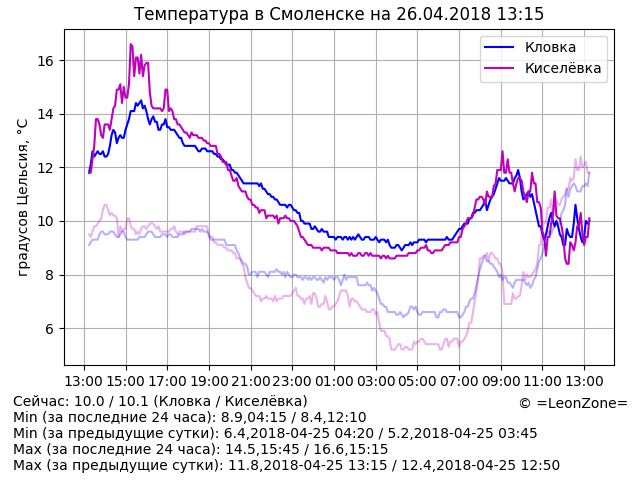 Температура в Смоленске на 26.04.2018 13:15
Кловка
Киселёвка
градусов Цельсия, °C
16
14
12
10
8
6
13:00 15:00 17:00 19:00 21:00 23:00 01:00 03:00 05:00 07:00 09:00 11:00 13:00
Сейчас: 10.0 / 10.1 (Кловка / Киселёвка)
© =LeonZone=
Min (за последние 24 часа): 8.9,04:15 / 8.4,12:10
Min (за предыдущие сутки): 6.4,2018-04-25 04:20 / 5.2,2018-04-25 03:45
Max (за последние 24 часа): 14.5,15:45 / 16.6,15:15
Max (за предыдущие сутки): 11.8,2018-04-25 13:15 / 12.4,2018-04-25 12:50